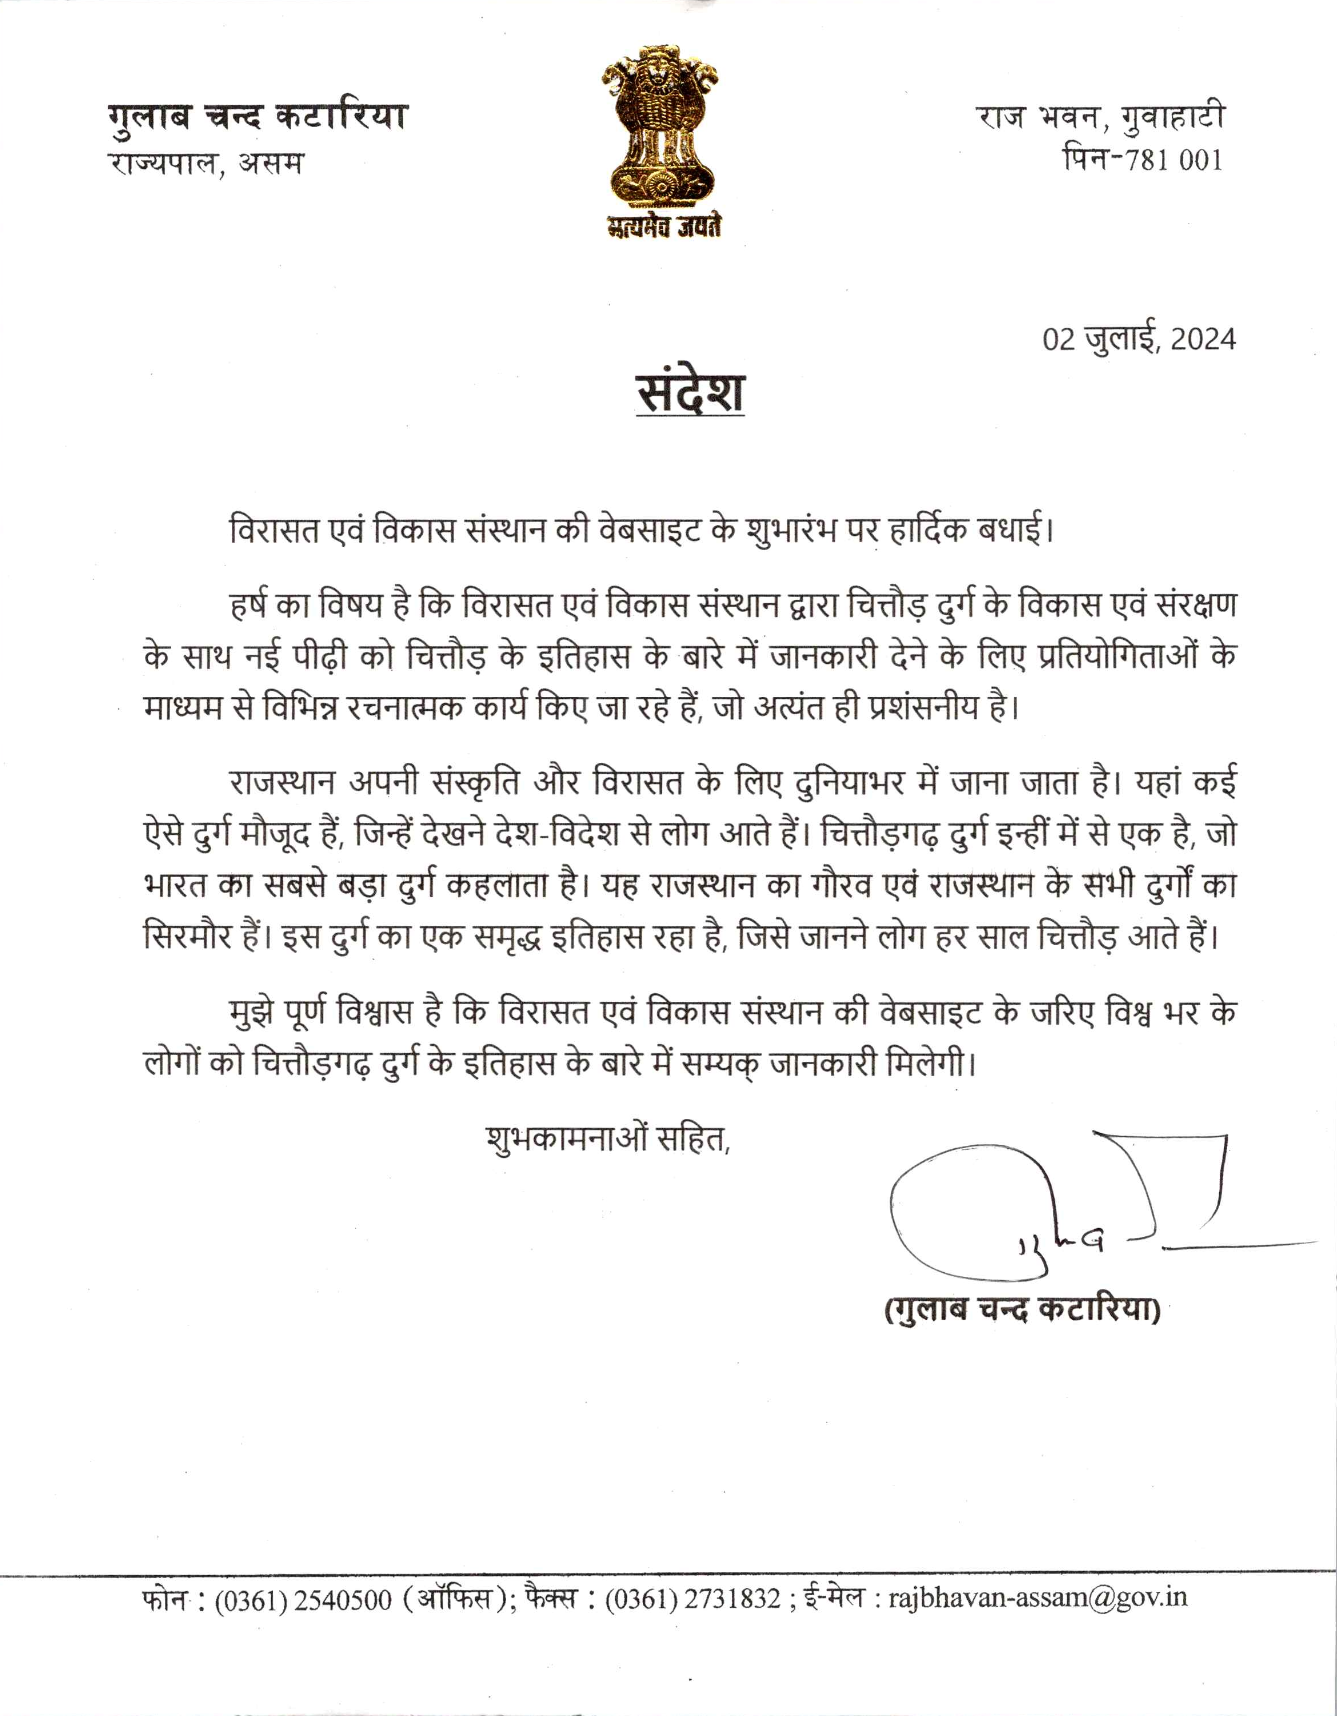 गुलाब चन्द कटारिया
राज्यपाल, असम
सत्यमेव जयते
राज भवन, गुवाहाटी
पिन-781 001
02 जुलाई, 2024
संदेश
विरासत एवं विकास संस्थान की वेबसाइट के शुभारंभ पर हार्दिक बधाई।
हर्ष का विषय है कि विरासत एवं विकास संस्थान द्वारा चित्तौड़ दुर्ग के विकास एवं संरक्षण
के साथ नई पीढ़ी को चित्तौड़ के इतिहास के बारे में जानकारी देने के लिए प्रतियोगिताओं के
माध्यम से विभिन्न रचनात्मक कार्य किए जा रहे हैं, जो अत्यंत ही प्रशंसनीय है।
राजस्थान अपनी संस्कृति और विरासत के लिए दुनियाभर में जाना जाता है। यहां कई
ऐसे दुर्ग मौजूद हैं, जिन्हें देखने देश-विदेश से लोग आते हैं। चित्तौड़गढ़ दुर्ग इन्हीं में से एक है, जो
भारत का सबसे बड़ा दुर्ग कहलाता है। यह राजस्थान का गौरव एवं राजस्थान के सभी दुर्गों का
सिरमौर हैं। इस दुर्ग का एक समृद्ध इतिहास रहा है, जिसे जानने लोग हर साल चित्तौड़ आते हैं।
मुझे पूर्ण विश्वास है कि विरासत एवं विकास संस्थान की वेबसाइट के जरिए विश्व भर के
लोगों को चित्तौड़गढ़ दुर्ग के इतिहास के बारे में सम्यक् जानकारी मिलेगी।
शुभकामनाओं सहित,
(गुलाब चन्द कटारिया)
फोन : (0361) 2540500 (ऑफिस); फैक्स : (0361) 2731832 ; ई-मेल : rajbhavan-assam@gov.in